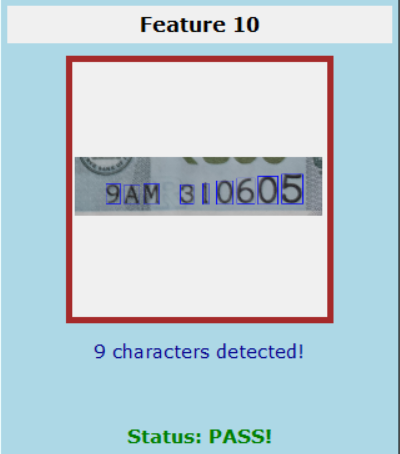 Feature 10
9AM 310605
9 characters detected!
Status: PASS!